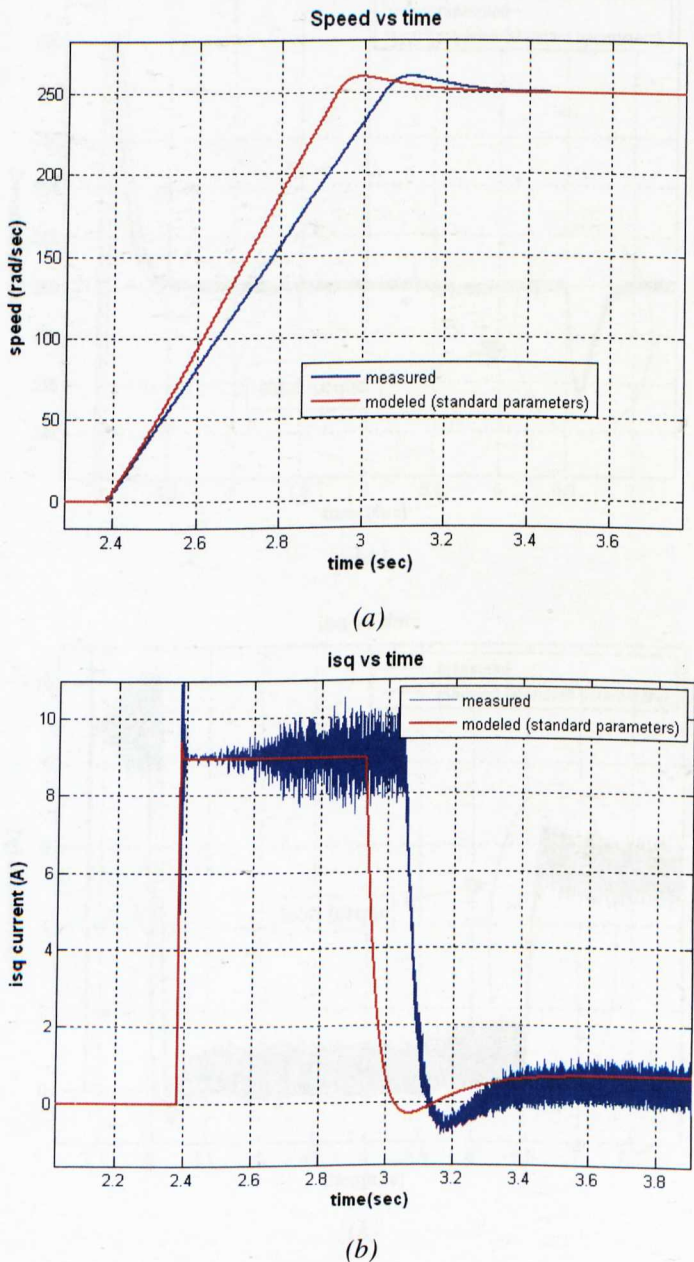 Speed vs time
250
200
150
100
50
0
speed (rad/sec)
measured
modeled (standard parameters)
2.4
2.6
2.8
3
3.2
3.4
3.6
time (sec)
(a)
isq vs time
10
8
6
4
2
0
isq current (A)
measured
modeled (standard parameters)
2.2
2.4
2.6
2.8
3
3.2
3.4
3.6
3.8
time(sec)
(b)